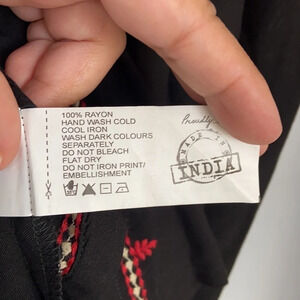 100% RAYON
HAND WASH COLD
COOL IRON
WASH DARK COLOURS
SEPARATELY
DO NOT BLEACH
FLAT DRY
DO NOT IRON PRINT/
EMBELLISHMENT
Proudly
MADE IN
INDIA